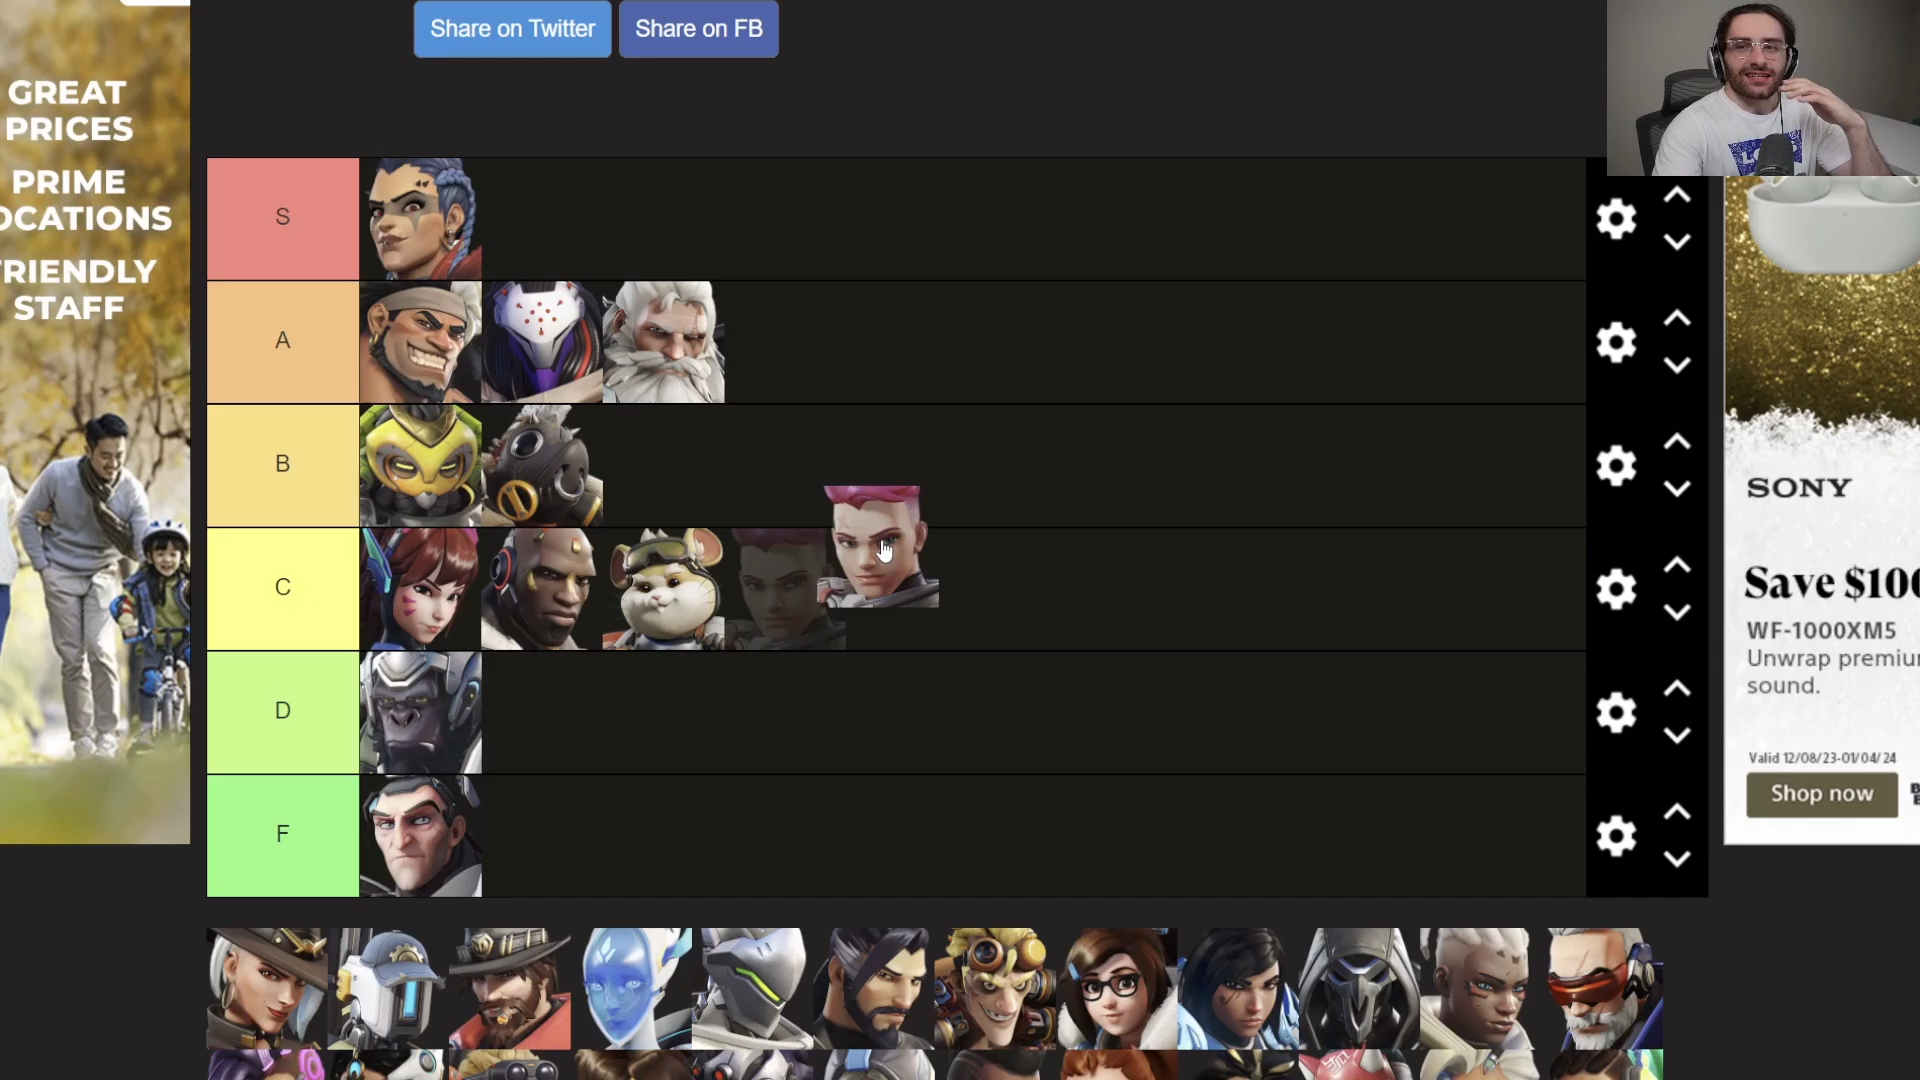 Share on Twitter
Share on FB
GREAT
PRICES
PRIME
OCATIONS
RIENDLY
STAFF
S
A
B
C
D
F
SONY
Save $100
WF-1000XM5
Unwrap premiu
sound.
Valid 12/08/23-01/04/24
Shop now